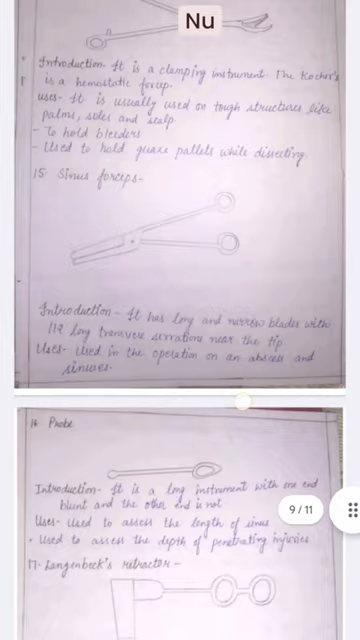 Nu
Introduction- It is a clamping instrument. The Kocher's
is a hemostatic forcep.
uses- It is usually used on tough structures like
palms, soles and scalp.
- To hold bleeders
- Used to hold guaze pallets while dissecting.
15 Sinus forceps-
Introduction- It has long and narrow blades with
long transverse serrations near the tip
Uses- Used in the operation on an abscess and
sinuses.
16 Probe
Introduction- It is a long instrument with one end
blunt and the other end is not
Uses- Used to assess the length of sinus
• Used to assess the depth of penetrating injuries
9 / 11
17. Langenbeck's retractor-